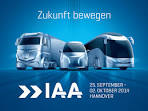 Zukunft bewegen
IAA
25. SEPTEMBER -
02. OKTOBER 2014
HANNOVER